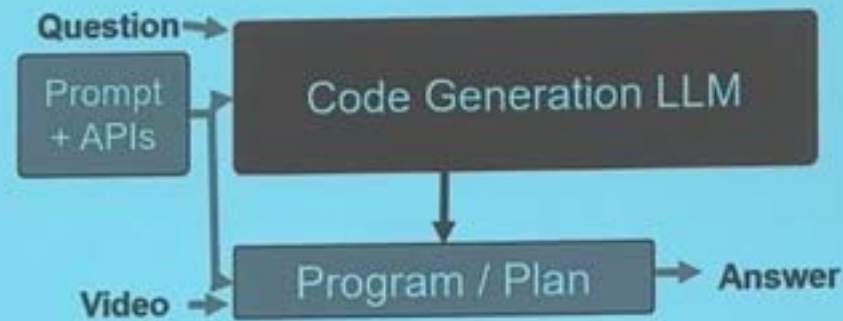 Question
Prompt
+ APIs
Code Generation LLM
Program / Plan
Answer
Video